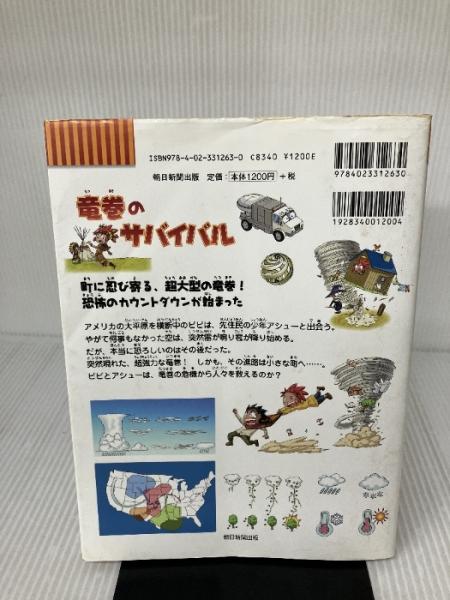 ISBN978-4-02-331263-0 C8340 ¥1200E
朝日新聞出版 定価：本体1200円 +税
9784023312630
1928340012004
竜巻の
サバイバル
町に忍び寄る、超大型の竜巻！
恐怖のカウントダウンが始まった
アメリカの大平原を横断中のピピは、先住民の少年アシューと出会う。
やがて何事もなかった空は、突然雷が鳴り雹が降り始める。
だが、本当に恐ろしいのはその後だった。
突然現れた、超強力な竜巻！ しかも、その進路は小さな町へ……。
ピピとアシューは、竜巻の危機から人々を救えるのか？
朝日新聞出版